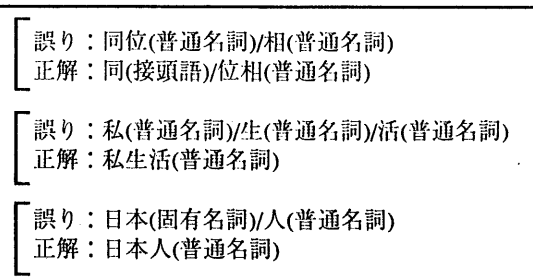 誤り：同位(普通名詞)/相(普通名詞)
正解：同(接頭語)/位相(普通名詞)
誤り：私(普通名詞)/生(普通名詞)/活(普通名詞)
正解：私生活(普通名詞)
誤り：日本(固有名詞)/人(普通名詞)
正解：日本人(普通名詞)